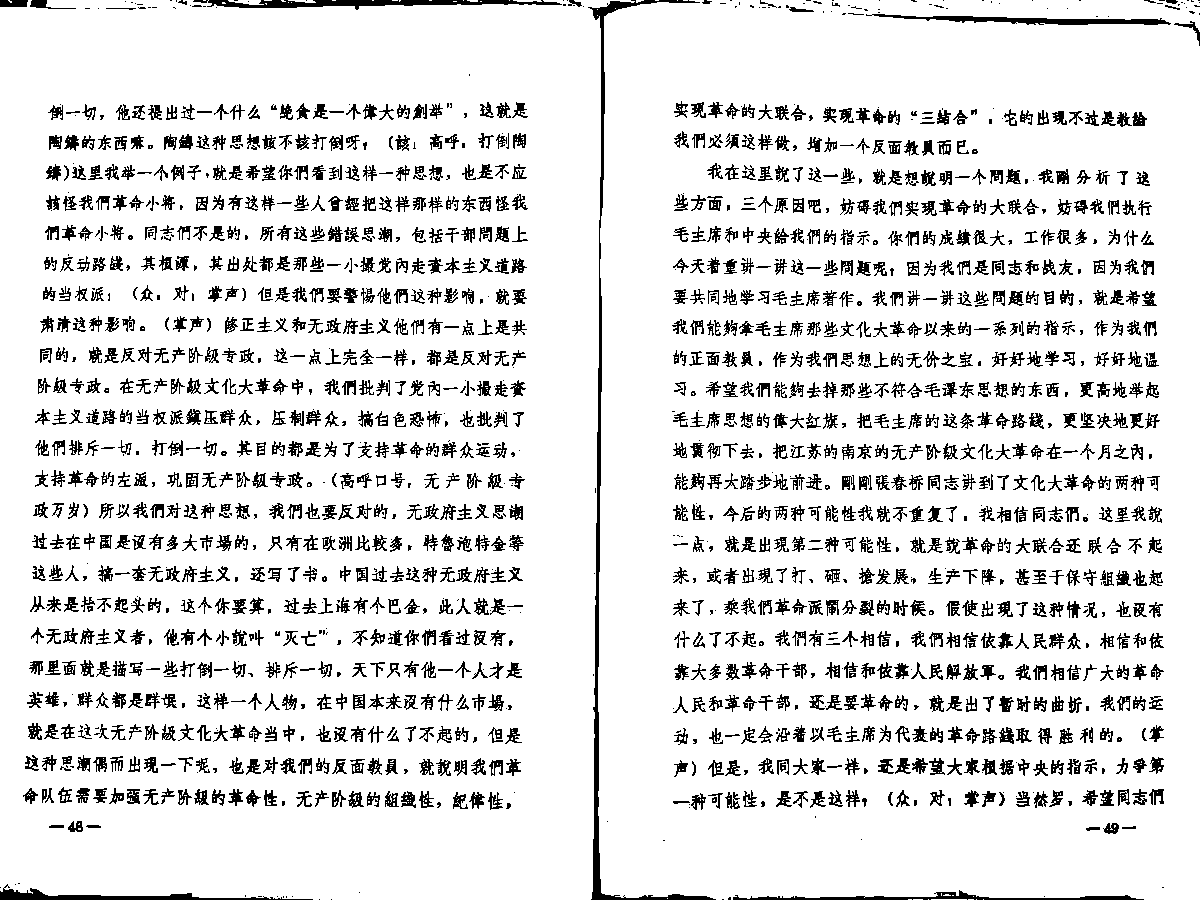 倒一切，他还提出过一个什么“绝食是一个偉大的創举”，这就是
陶鑄的东西嘛。陶鑄这种思想該不該打倒呀；（該；高呼：打倒陶
鑄）这里我举一个例子，就是希望你們看到这样一种思想，也是不应
該怪我們革命小将，因为有这样一些人曾經把这样那样的东西怪我
們革命小将。同志們不是的，所有这些錯誤思潮，包括干部問題上
的反动路綫，其根源，其出处都是那些一小撮党內走資本主义道路
的当权派；（众：对；掌声）但是我們要警惕他們这种影响，就要
肃清这种影响。（掌声）修正主义和无政府主义他們有一点上是共
同的，就是反对无产阶級专政，这一点上完全一样，都是反对无产
阶級专政。在无产阶級文化大革命中，我們批判了党內一小撮走資
本主义道路的当权派鎮压群众，压制群众，搞白色恐怖，也批判了
他們排斥一切，打倒一切。其目的都是为了支持革命的群众运动，
支持革命的左派，巩固无产阶級专政。（高呼口号，无产阶級专
政万岁）所以我們对这种思想，我們也要反对的，无政府主义思潮
过去在中国是沒有多大市場的，只有在欧洲比較多，特魯泡特金等
这些人，搞一套无政府主义，还写了书。中国过去这种无政府主义
从来是抬不起头的，这个你要算，过去上海有个巴金，此人就是一
个无政府主义者，他有个小說叫“灭亡”，不知道你們看过沒有，
那里面就是描写一些打倒一切、排斥一切，天下只有他一个人才是
英雄，群众都是群氓，这样一个人物，在中国本来沒有什么市場，
就是在这次无产阶級文化大革命当中，也沒有什么了不起的，但是
这种思潮偶而出现一下呢，也是对我們的反面教員，就說明我們革
命队伍需要加强无产阶級的革命性，无产阶級的組織性，紀律性，
—48—
实现革命的大联合，实现革命的“三結合”，它的出现不过是教給
我們必須这样做，增加一个反面教員而已。
我在这里說了这一些，就是想說明一个問題，我剛分析了这
些方面，三个原因吧，妨碍我們实现革命的大联合，妨碍我們执行
毛主席和中央給我們的指示。你們的成績很大，工作很多，为什么
今天着重讲一讲这一些問題呢；因为我們是同志和战友，因为我們
要共同地学习毛主席著作。我們讲一讲这些問題的目的，就是希望
我們能夠拿毛主席那些文化大革命以来的一系列的指示，作为我們
的正面教員，作为我們思想上的无价之宝，好好地学习，好好地温
习。希望我們能夠去掉那些不符合毛澤东思想的东西，更高地举起
毛主席思想的偉大紅旗，把毛主席的这条革命路綫，更坚决地更好
地貫彻下去，把江苏的南京的无产阶級文化大革命在一个月之內，
能夠再大踏步地前进。剛剛張春桥同志讲到了文化大革命的两种可
能性，今后的两种可能性我就不重复了，我相信同志們。这里我說
一点，就是出現第二种可能性，就是說革命的大联合还联合不起
来，或者出現了打、砸、搶发展，生产下降，甚至于保守組織也起
来了，乘我們革命派鬧分裂的时候。假使出現了这种情况，也沒有
什么了不起。我們有三个相信，我們相信依靠人民群众，相信和依
靠大多数革命干部，相信和依靠人民解放軍。我們相信广大的革命
人民和革命干部，还是要革命的，就是出了暫时的曲折，我們的运
动，也一定会沿着以毛主席为代表的革命路綫取得胜利的。（掌
声）但是，我同大家一样，还是希望大家根据中央的指示，力爭第
一种可能性，是不是这样；（众：对；掌声）当然罗，希望同志們
—49—